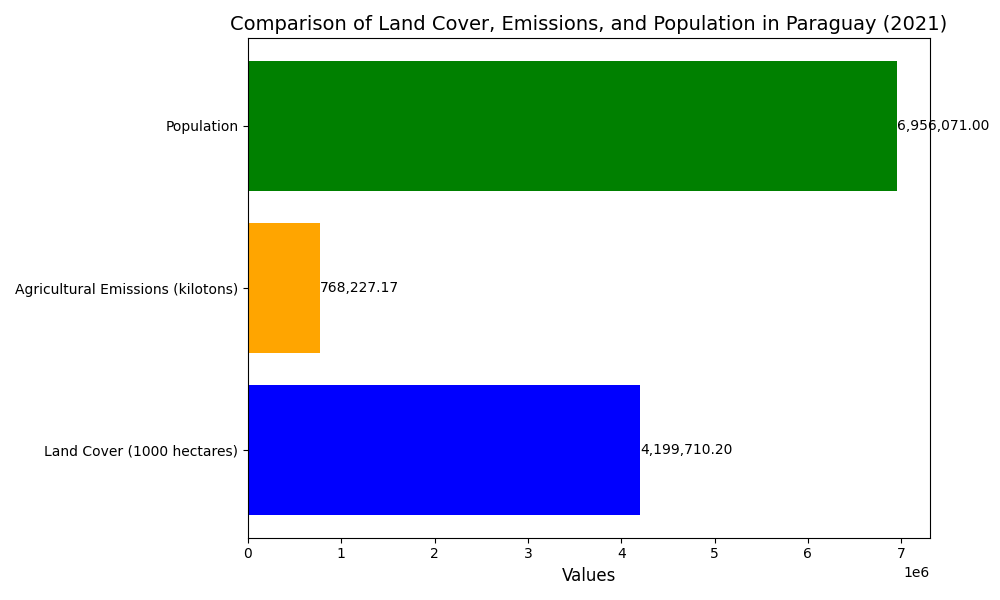 Comparison of Land Cover, Emissions, and Population in Paraguay (2021)
Population
6,956,071.00
Agricultural Emissions (kilotons)
768,227.17
Land Cover (1000 hectares)
4,199,710.20
0 1 2 3 4 5 6 7
1e6
Values